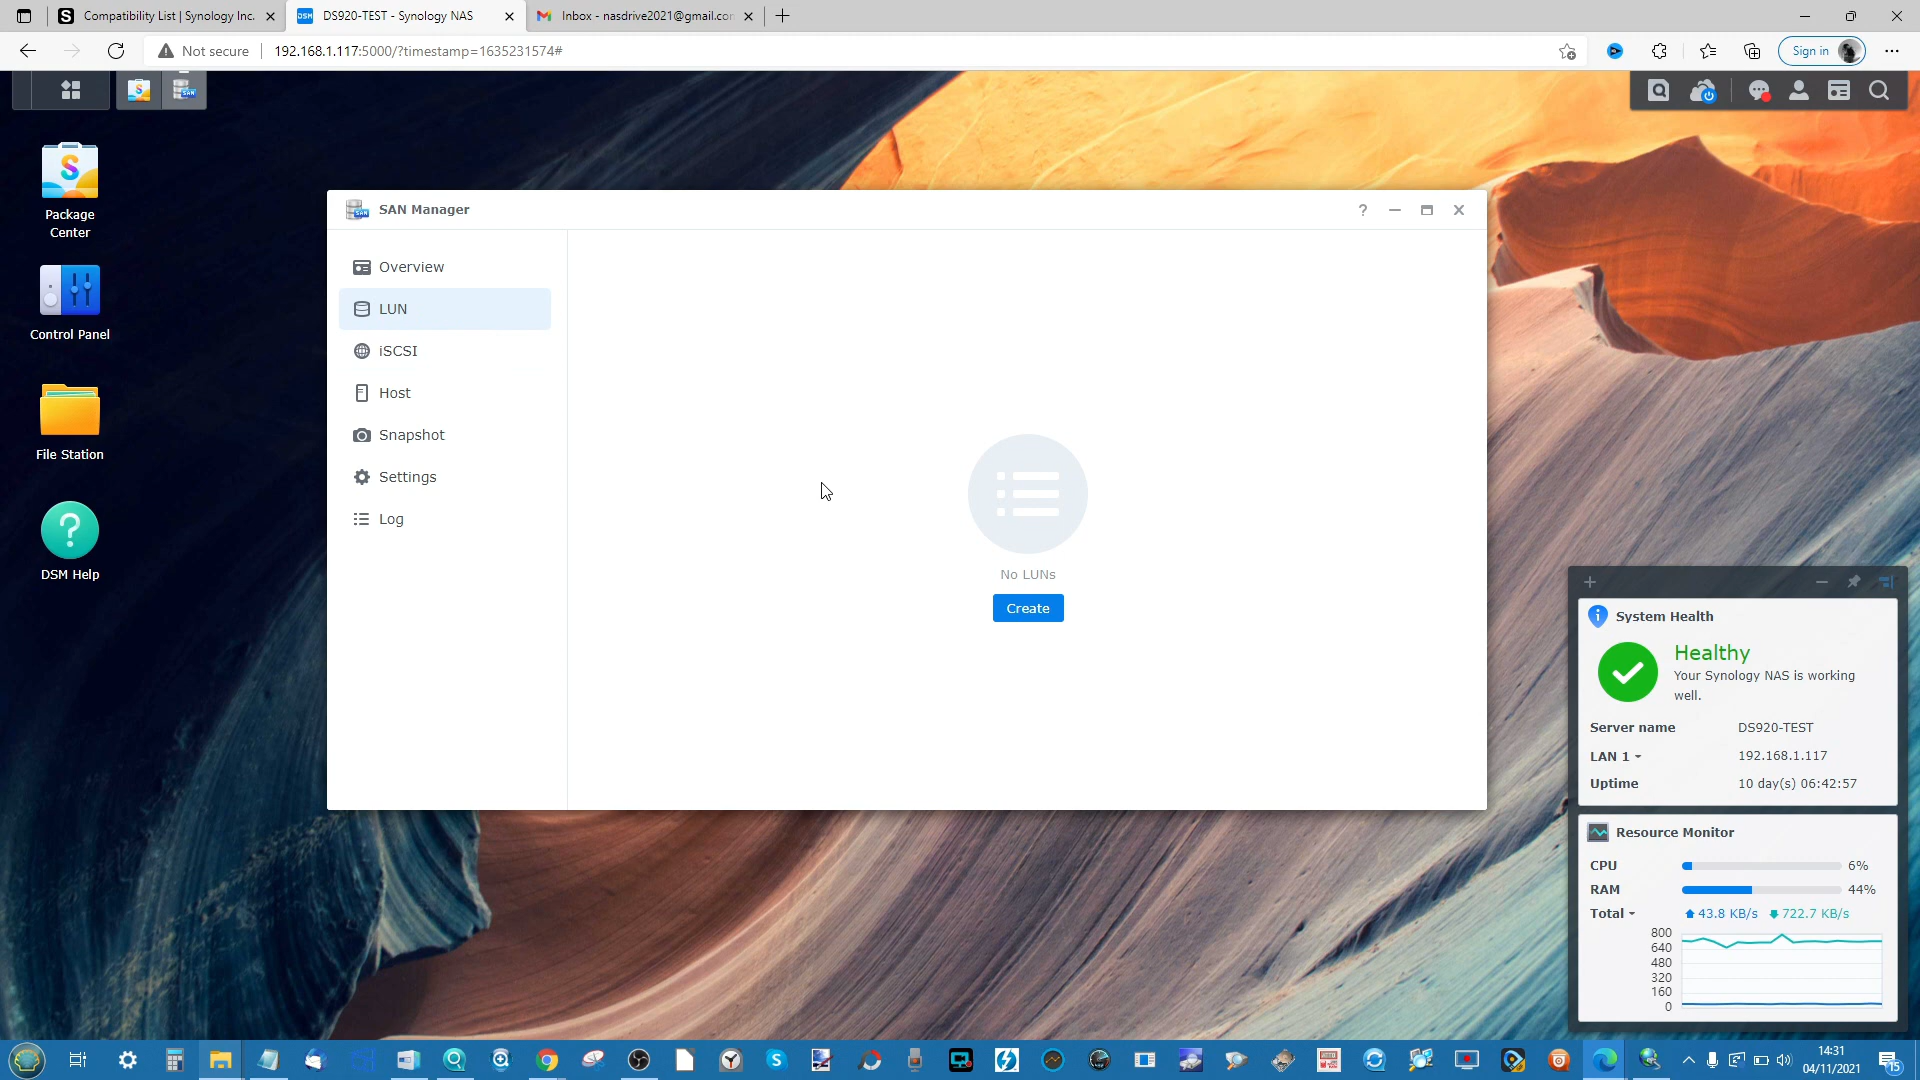 Compatibility List | Synology Inc.
DS920-TEST - Synology NAS
Inbox - nasdrive2021@gmail.com
Not secure
192.168.1.117:5000/?timestamp=1635231574#
Sign in
Package
Center
Control Panel
File Station
DSM Help
SAN Manager
Overview
LUN
iSCSI
Host
Snapshot
Settings
Log
No LUNs
Create
System Health
Healthy
Your Synology NAS is working
well.
Server name DS920-TEST
LAN 1 192.168.1.117
Uptime 10 day(s) 06:42:57
Resource Monitor
CPU 6%
RAM 44%
Total 43.8 KB/s 722.7 KB/s
800
640
480
320
160
0
14:31
04/11/2021
15